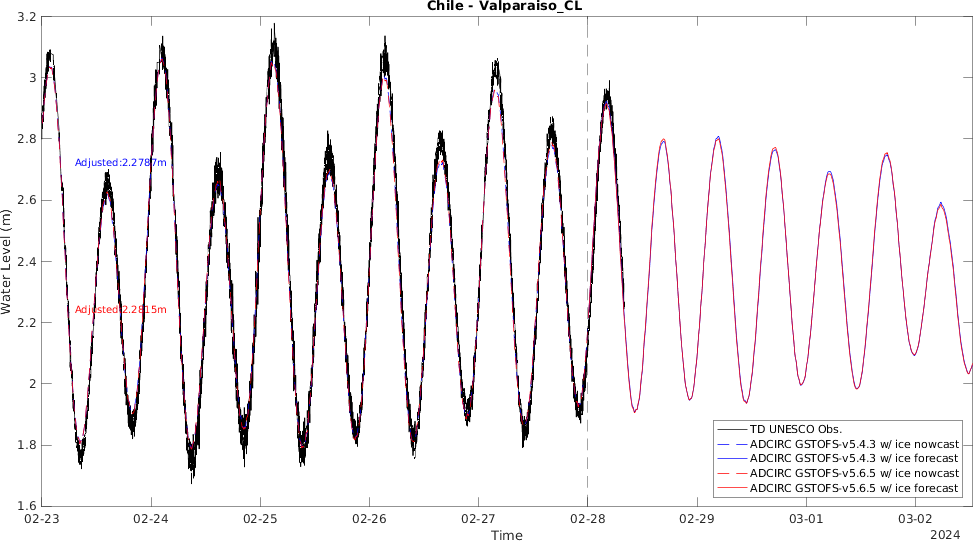 Chile - Valparaiso_CL
3.2
3
2.8
2.6
2.4
2.2
2
1.8
1.6
Water Level (m)
Adjusted:2.2787m
Adjusted:2.2815m
TD UNESCO Obs.
ADCIRC GSTOFS-v5.4.3 w/ ice nowcast
ADCIRC GSTOFS-v5.4.3 w/ ice forecast
ADCIRC GSTOFS-v5.6.5 w/ ice nowcast
ADCIRC GSTOFS-v5.6.5 w/ ice forecast
02-23 02-24 02-25 02-26 02-27 02-28 02-29 03-01 03-02
Time
2024